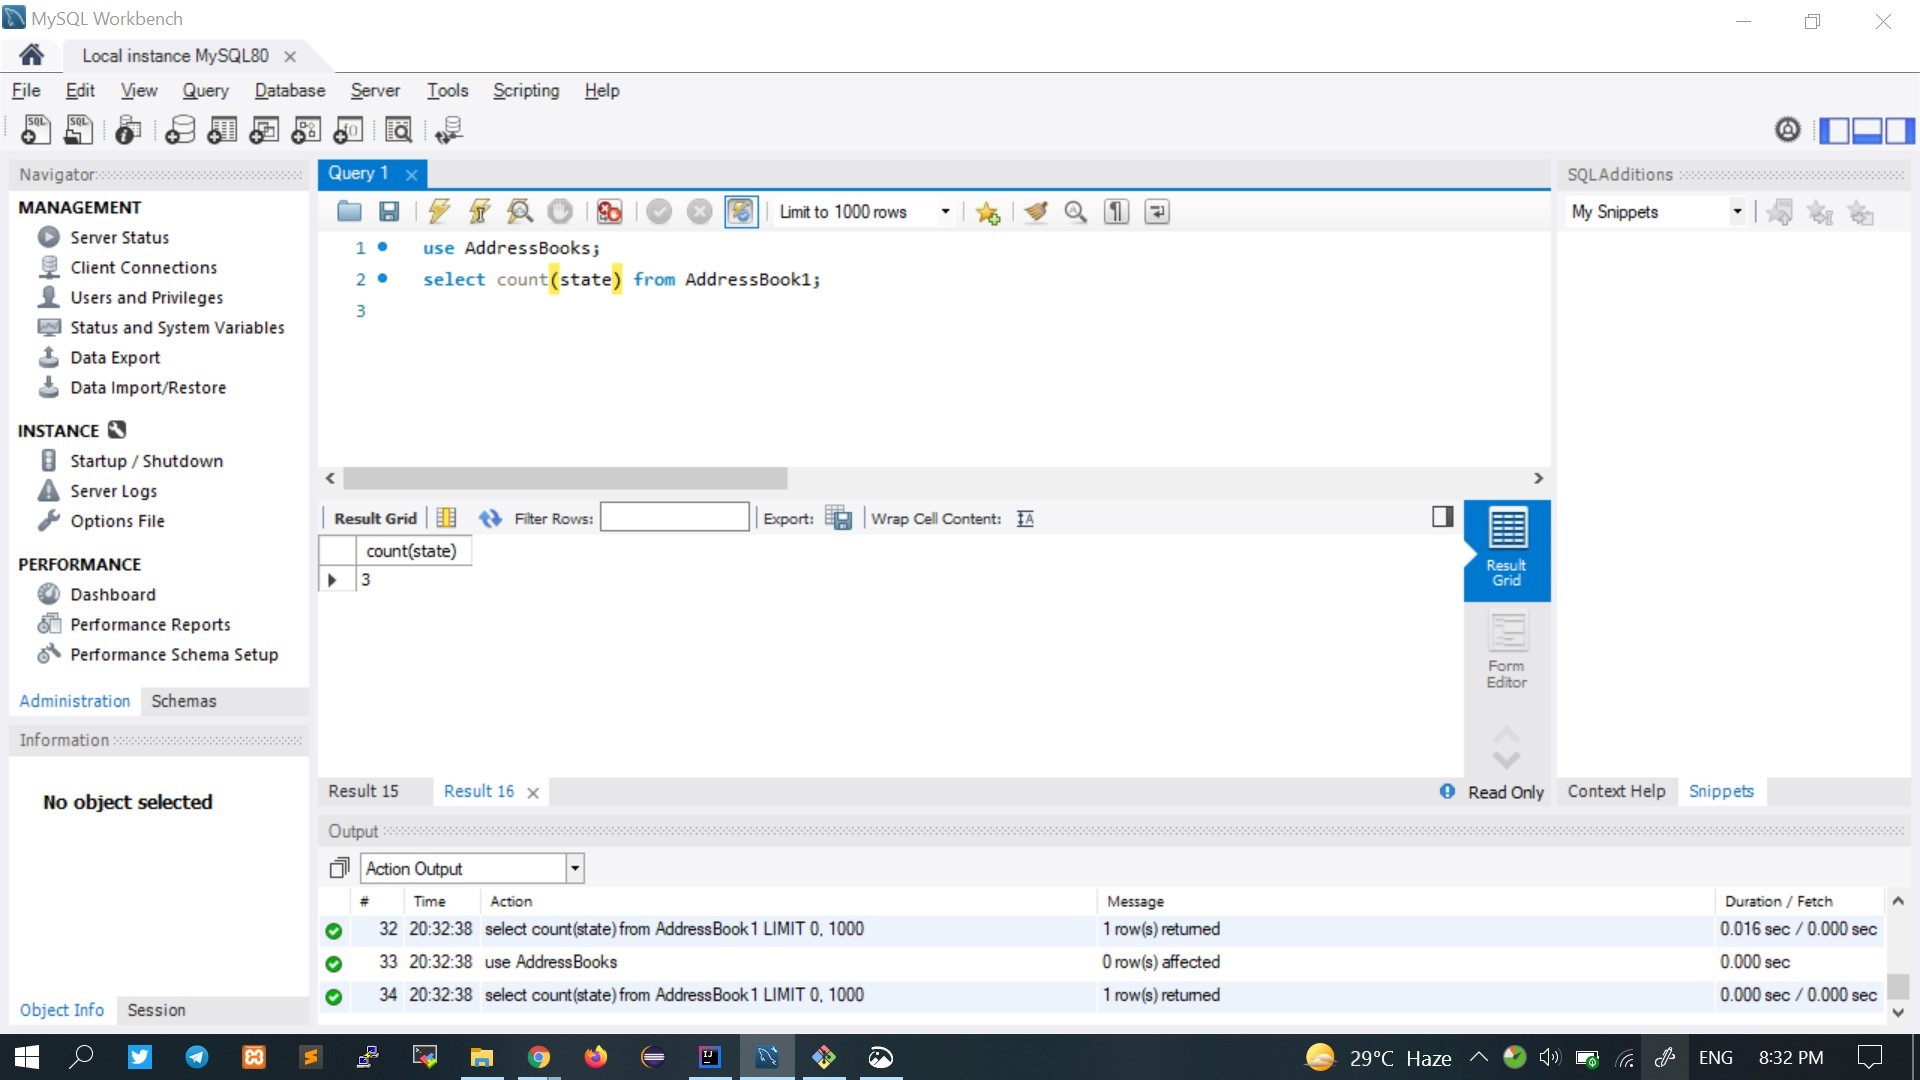 MySQL Workbench
Local instance MySQL80
File Edit View Query Database Server Tools Scripting Help
Navigator
MANAGEMENT
Server Status
Client Connections
Users and Privileges
Status and System Variables
Data Export
Data Import/Restore
INSTANCE
Startup / Shutdown
Server Logs
Options File
PERFORMANCE
Dashboard
Performance Reports
Performance Schema Setup
Administration Schemas
Information
No object selected
Object Info Session
Query 1
Limit to 1000 rows
1 use AddressBooks;
2 select count(state) from AddressBook1;
3
Result Grid Filter Rows: Export: Wrap Cell Content:
count(state)
3
Result Grid
Form Editor
Result 15 Result 16 Read Only
SQLAdditions
My Snippets
Context Help Snippets
Output
Action Output
# Time Action Message Duration / Fetch
32 20:32:38 select count(state) from AddressBook1 LIMIT 0, 1000 1 row(s) returned 0.016 sec / 0.000 sec
33 20:32:38 use AddressBooks 0 row(s) affected 0.000 sec
34 20:32:38 select count(state) from AddressBook1 LIMIT 0, 1000 1 row(s) returned 0.000 sec / 0.000 sec
29°C Haze ENG 8:32 PM